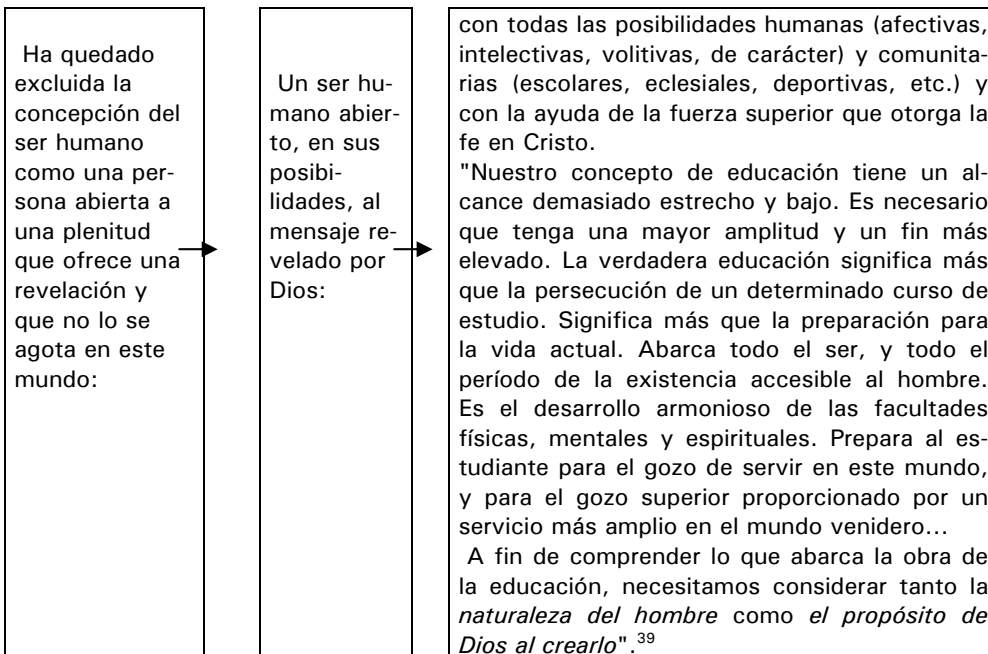 Ha quedado
excluida la
concepción del
ser humano
como una per-
sona abierta a
una plenitud
que ofrece una
revelación y
que no lo se
agota en este
mundo:
Un ser hu-
mano abier-
to, en sus
posibi-
lidades, al
mensaje re-
velado por
Dios:
con todas las posibilidades humanas (afectivas,
intelectivas, volitivas, de carácter) y comunita-
rias (escolares, eclesiales, deportivas, etc.) y
con la ayuda de la fuerza superior que otorga la
fe en Cristo.
"Nuestro concepto de educación tiene un al-
cance demasiado estrecho y bajo. Es necesario
que tenga una mayor amplitud y un fin más
elevado. La verdadera educación significa más
que la persecución de un determinado curso de
estudio. Significa más que la preparación para
la vida actual. Abarca todo el ser, y todo el
período de la existencia accesible al hombre.
Es el desarrollo armonioso de las facultades
físicas, mentales y espirituales. Prepara al es-
tudiante para el gozo de servir en este mundo,
y para el gozo superior proporcionado por un
servicio más amplio en el mundo venidero...
A fin de comprender lo que abarca la obra de
la educación, necesitamos considerar tanto la
naturaleza del hombre como el propósito de
Dios al crearlo".39